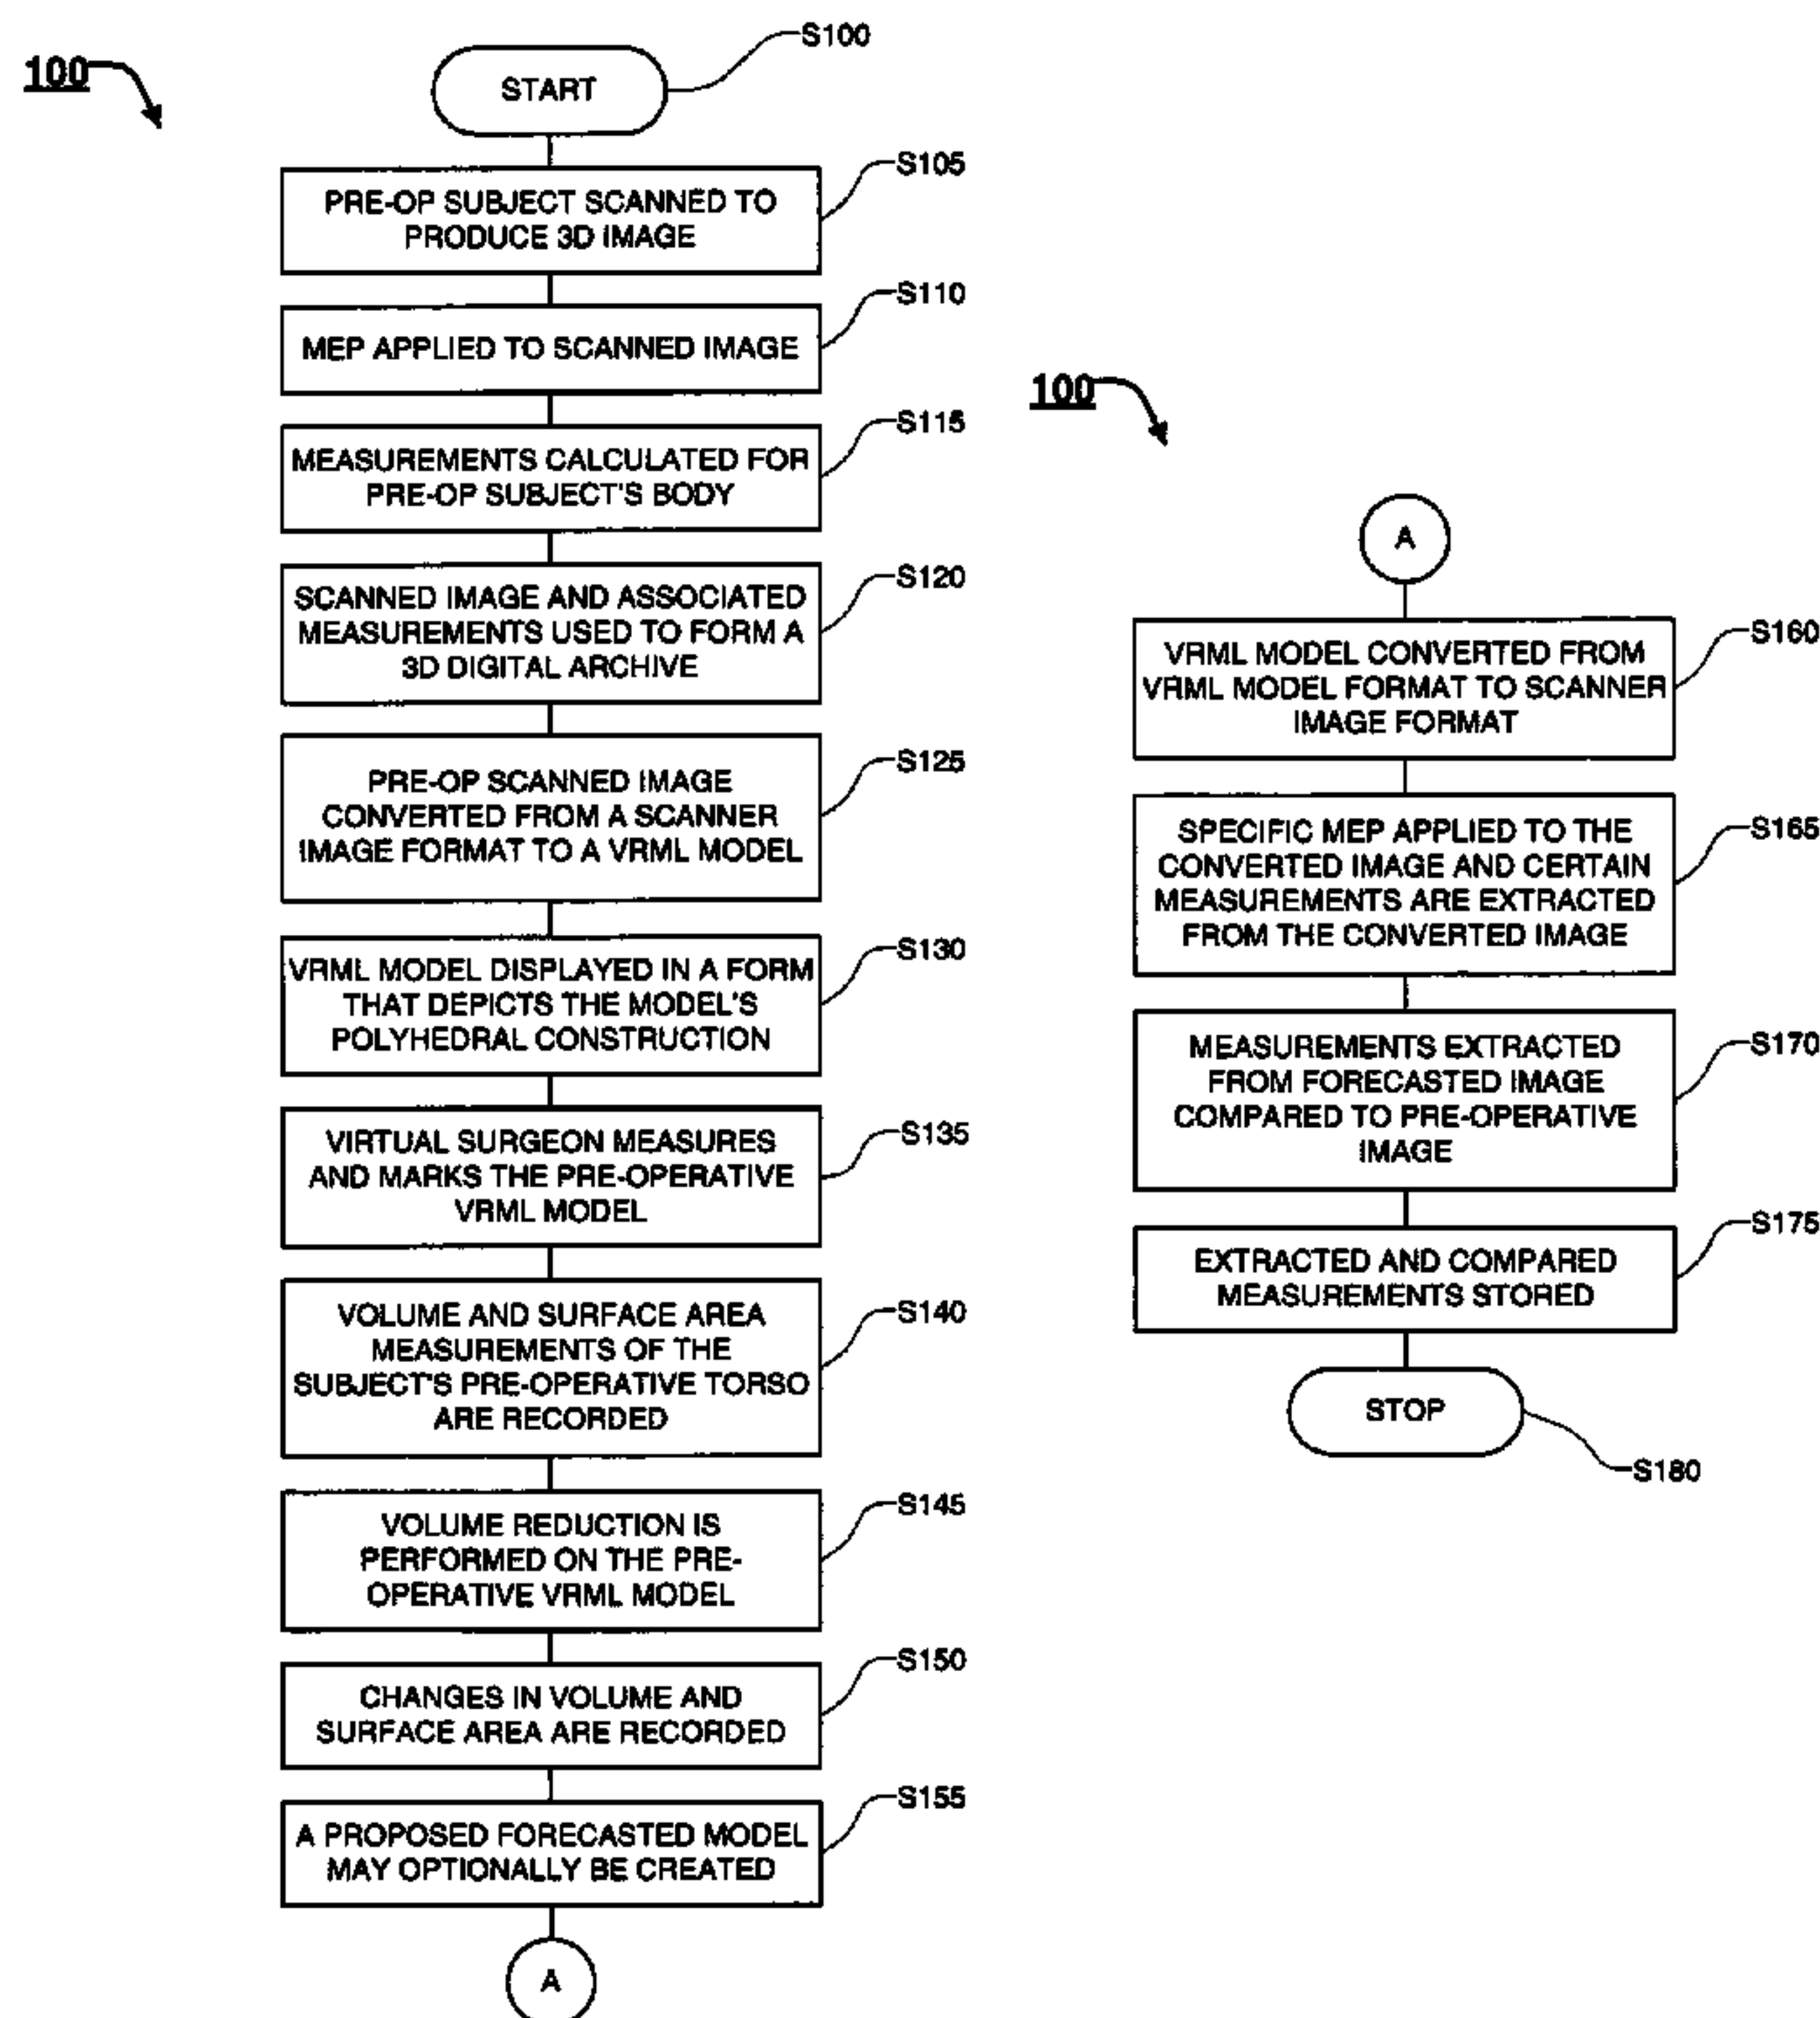 100
START
S100
PRE-OP SUBJECT SCANNED TO
PRODUCE 3D IMAGE
S105
MEP APPLIED TO SCANNED IMAGE
S110
MEASUREMENTS CALCULATED FOR
PRE-OP SUBJECT'S BODY
S115
SCANNED IMAGE AND ASSOCIATED
MEASUREMENTS USED TO FORM A
3D DIGITAL ARCHIVE
S120
PRE-OP SCANNED IMAGE
CONVERTED FROM A SCANNER
IMAGE FORMAT TO A VRML MODEL
S125
VRML MODEL DISPLAYED IN A FORM
THAT DEPICTS THE MODEL'S
POLYHEDRAL CONSTRUCTION
S130
VIRTUAL SURGEON MEASURES
AND MARKS THE PRE-OPERATIVE
VRML MODEL
S135
VOLUME AND SURFACE AREA
MEASUREMENTS OF THE
SUBJECT'S PRE-OPERATIVE TORSO
ARE RECORDED
S140
VOLUME REDUCTION IS
PERFORMED ON THE PRE-
OPERATIVE VRML MODEL
S145
CHANGES IN VOLUME AND
SURFACE AREA ARE RECORDED
S150
A PROPOSED FORECASTED MODEL
MAY OPTIONALLY BE CREATED
S155
A
100
A
VRML MODEL CONVERTED FROM
VRML MODEL FORMAT TO SCANNER
IMAGE FORMAT
S160
SPECIFIC MEP APPLIED TO THE
CONVERTED IMAGE AND CERTAIN
MEASUREMENTS ARE EXTRACTED
FROM THE CONVERTED IMAGE
S165
MEASUREMENTS EXTRACTED
FROM FORECASTED IMAGE
COMPARED TO PRE-OPERATIVE
IMAGE
S170
EXTRACTED AND COMPARED
MEASUREMENTS STORED
S175
STOP
S180